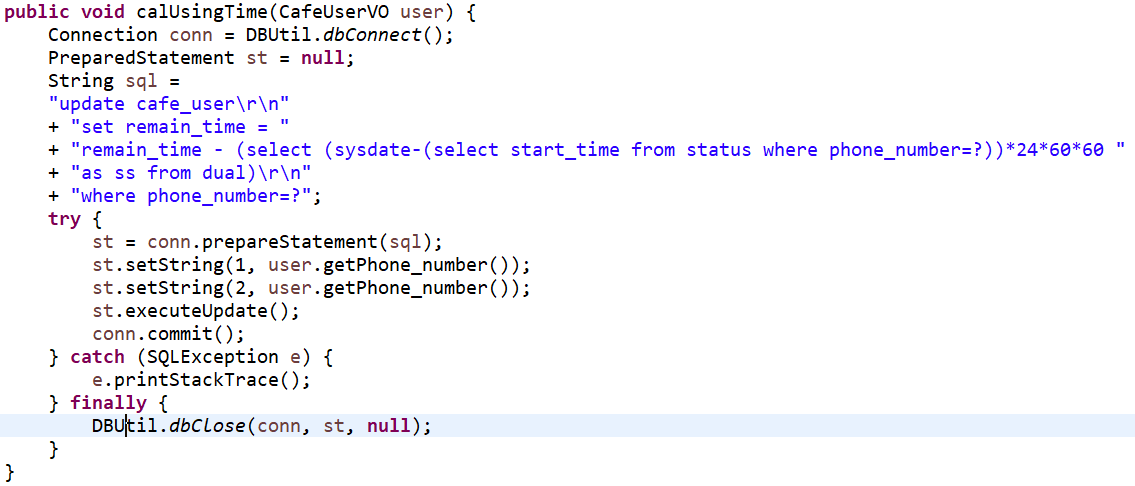 public void calUsingTime(CafeUserVO user) {
    Connection conn = DBUtil.dbConnect();
    PreparedStatement st = null;
    String sql =
    "update cafe_user\r\n"
    + "set remain_time = "
    + "remain_time - (select (sysdate-(select start_time from status where phone_number=?))*24*60*60 "
    + "as ss from dual)\r\n"
    + "where phone_number=?";
    try {
        st = conn.prepareStatement(sql);
        st.setString(1, user.getPhone_number());
        st.setString(2, user.getPhone_number());
        st.executeUpdate();
        conn.commit();
    } catch (SQLException e) {
        e.printStackTrace();
    } finally {
        DBUtil.dbClose(conn, st, null);
    }
}